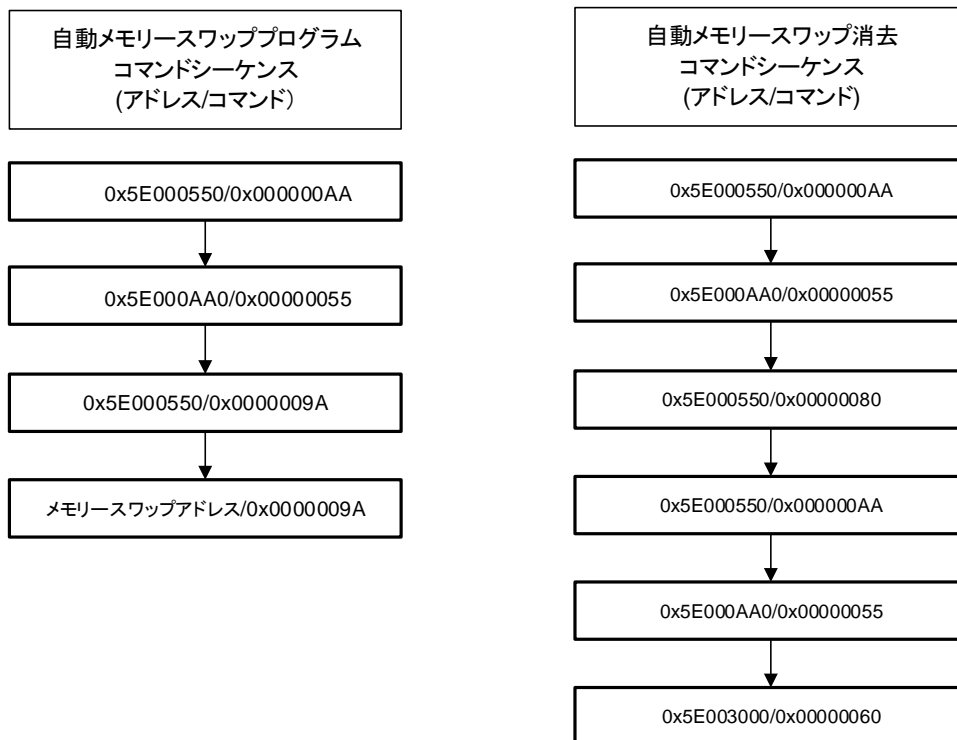 自動メモリースワッププログラム
コマンドシーケンス
(アドレス/コマンド)
0x5E000550/0x000000AA
0x5E000AA0/0x00000055
0x5E000550/0x0000009A
メモリースワップアドレス/0x0000009A
自動メモリースワップ消去
コマンドシーケンス
(アドレス/コマンド)
0x5E000550/0x000000AA
0x5E000AA0/0x00000055
0x5E000550/0x00000080
0x5E000550/0x000000AA
0x5E000AA0/0x00000055
0x5E003000/0x00000060